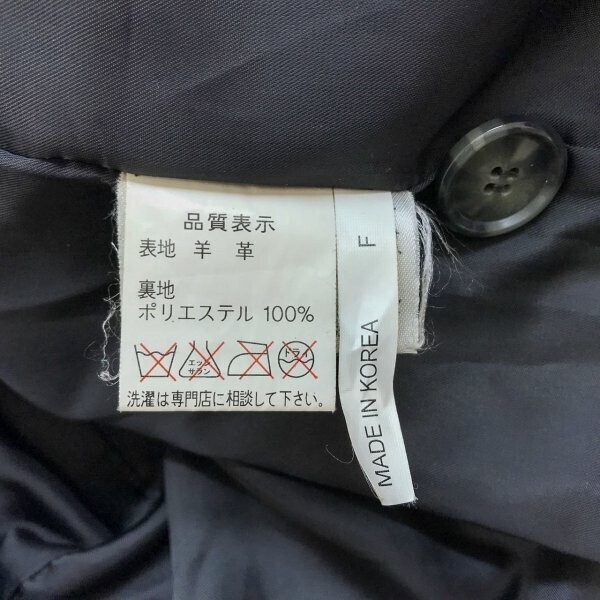 品質表示
表地 羊 革
裏地
ポリエステル 100%
エンソ
サラシ
ドライ
洗濯は専門店に相談して下さい。
F
MADE IN KOREA